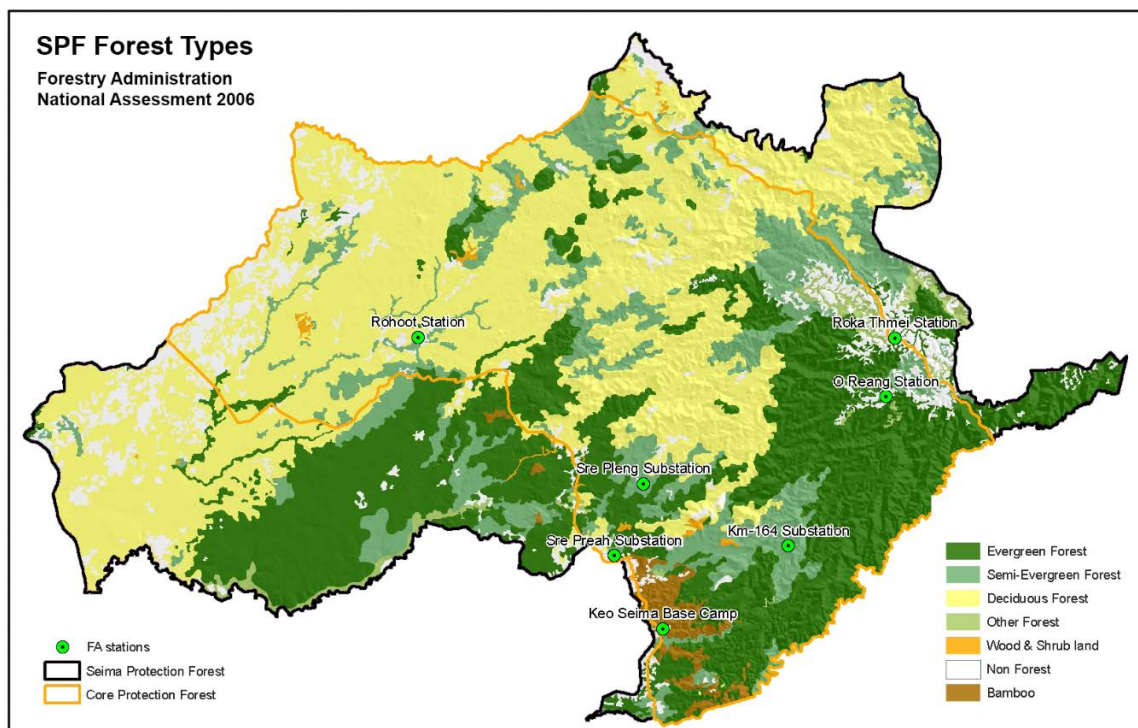 SPF Forest Types
Forestry Administration
National Assessment 2006
Rohoot Station
Roka Thmei Station
O Reang Station
Sre Pleng Substation
Km-164 Substation
Sre Preah Substation
Keo Seima Base Camp
FA stations
Seima Protection Forest
Core Protection Forest
Evergreen Forest
Semi-Evergreen Forest
Deciduous Forest
Other Forest
Wood & Shrub land
Non Forest
Bamboo